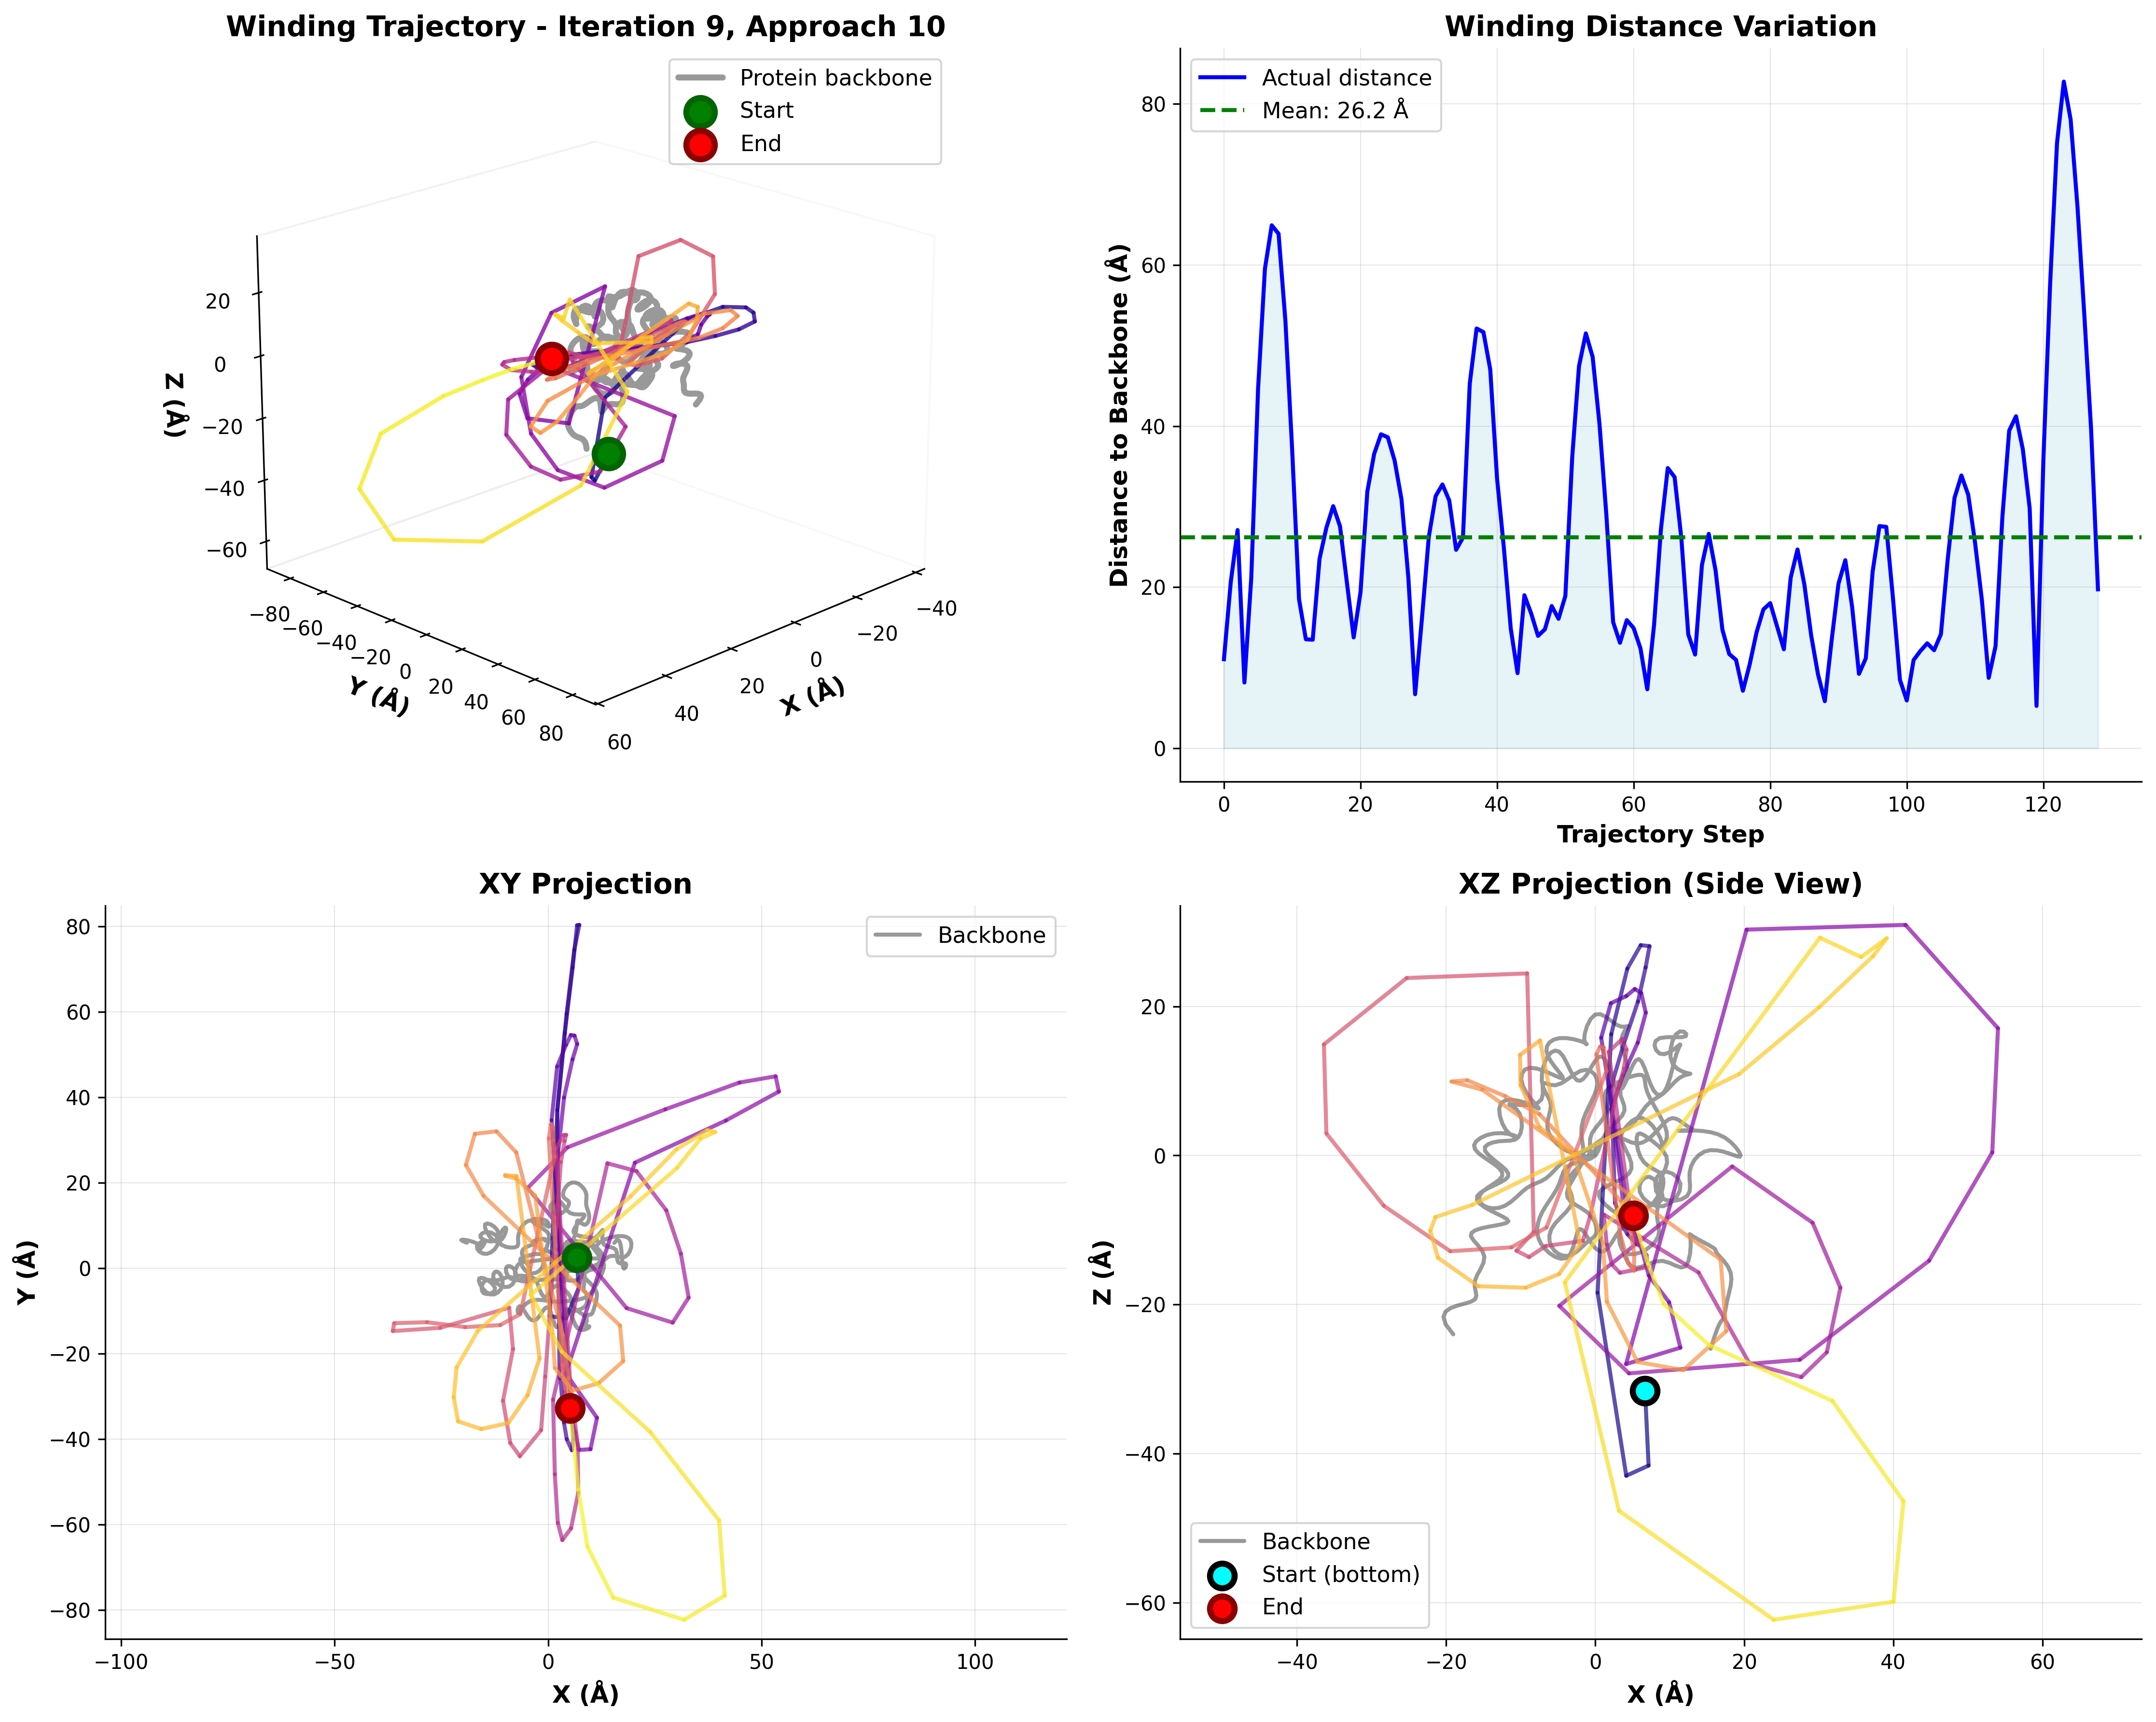 Winding Trajectory - Iteration 9, Approach 10
Protein backbone
Start
End
20
0
−20
−40
−60
Z (Å)
−80
−60
−40
−20
0
20
40
60
80
Y (Å)
−40
−20
0
20
40
60
X (Å)
Winding Distance Variation
Actual distance
Mean: 26.2 Å
80
60
40
20
0
Distance to Backbone (Å)
0
20
40
60
80
100
120
Trajectory Step
XY Projection
Backbone
80
60
40
20
0
−20
−40
−60
−80
Y (Å)
−100
−50
0
50
100
X (Å)
XZ Projection (Side View)
20
0
−20
−40
−60
Z (Å)
Backbone
Start (bottom)
End
−40
−20
0
20
40
60
X (Å)